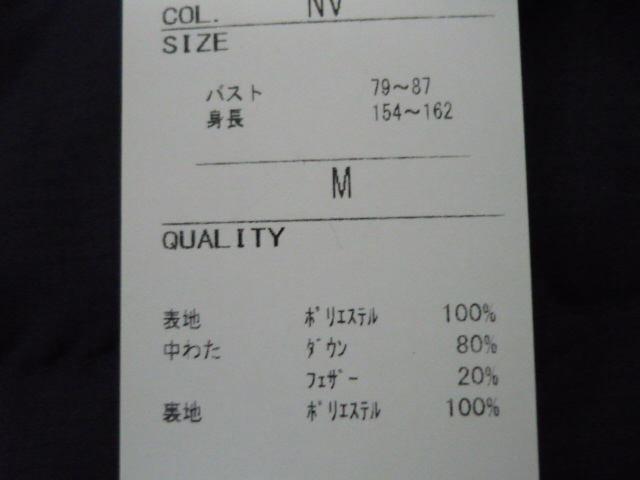 COL. NV
SIZE
バスト 79～87
身長 154～162
M
QUALITY
表地 ﾎﾟﾘｴｽﾃﾙ 100%
中わた ﾀﾞｳﾝ 80%
ﾌｪｻﾞｰ 20%
裏地 ﾎﾟﾘｴｽﾃﾙ 100%